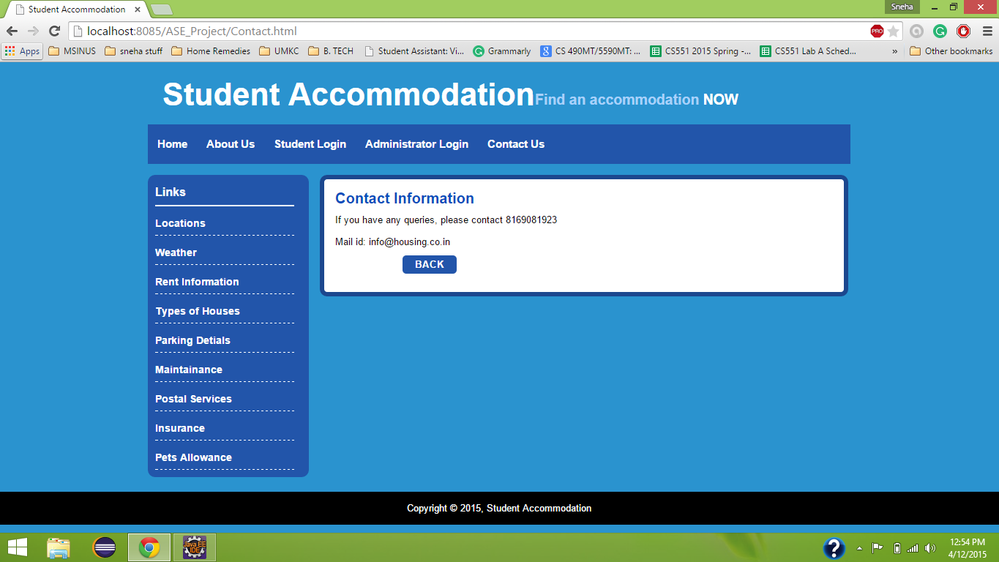 Student Accommodation
Sneha
localhost:8085/ASE_Project/Contact.html
PRO
Apps MSINUS sneha stuff Home Remedies UMKC B. TECH Student Assistant: Vi... Grammarly CS 490MT/5590MT: ... CS551 2015 Spring -... CS551 Lab A Sched... » Other bookmarks
Student Accommodation Find an accommodation NOW
Home About Us Student Login Administrator Login Contact Us
Links
Locations
Weather
Rent Information
Types of Houses
Parking Detials
Maintainance
Postal Services
Insurance
Pets Allowance
Contact Information
If you have any queries, please contact 8169081923
Mail id: info@housing.co.in
BACK
Copyright © 2015, Student Accommodation
Java EE
IDE
?
12:54 PM
4/12/2015